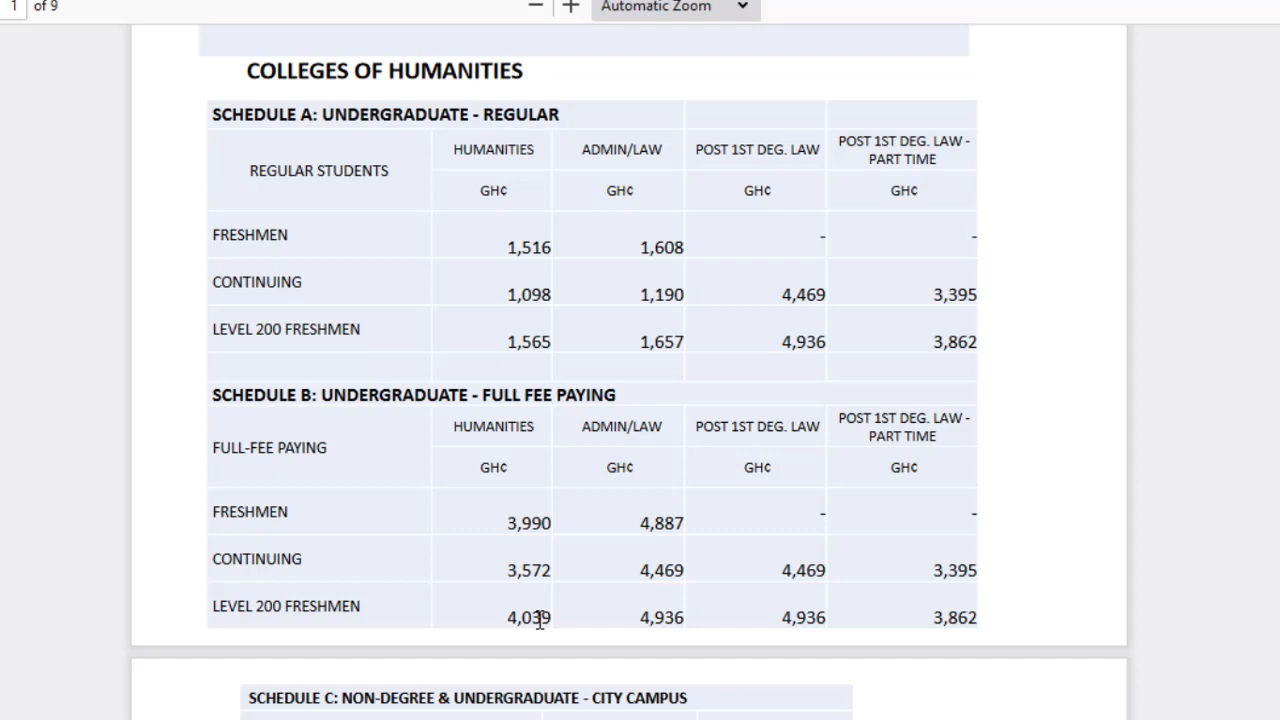 1 of 9 Automatic Zoom
COLLEGES OF HUMANITIES
SCHEDULE A: UNDERGRADUATE - REGULAR
REGULAR STUDENTS HUMANITIES ADMIN/LAW POST 1ST DEG. LAW POST 1ST DEG. LAW - PART TIME
GH¢ GH¢ GH¢ GH¢
FRESHMEN 1,516 1,608 - -
CONTINUING 1,098 1,190 4,469 3,395
LEVEL 200 FRESHMEN 1,565 1,657 4,936 3,862
SCHEDULE B: UNDERGRADUATE - FULL FEE PAYING
FULL-FEE PAYING HUMANITIES ADMIN/LAW POST 1ST DEG. LAW POST 1ST DEG. LAW - PART TIME
GH¢ GH¢ GH¢ GH¢
FRESHMEN 3,990 4,887 - -
CONTINUING 3,572 4,469 4,469 3,395
LEVEL 200 FRESHMEN 4,039 4,936 4,936 3,862
SCHEDULE C: NON-DEGREE & UNDERGRADUATE - CITY CAMPUS